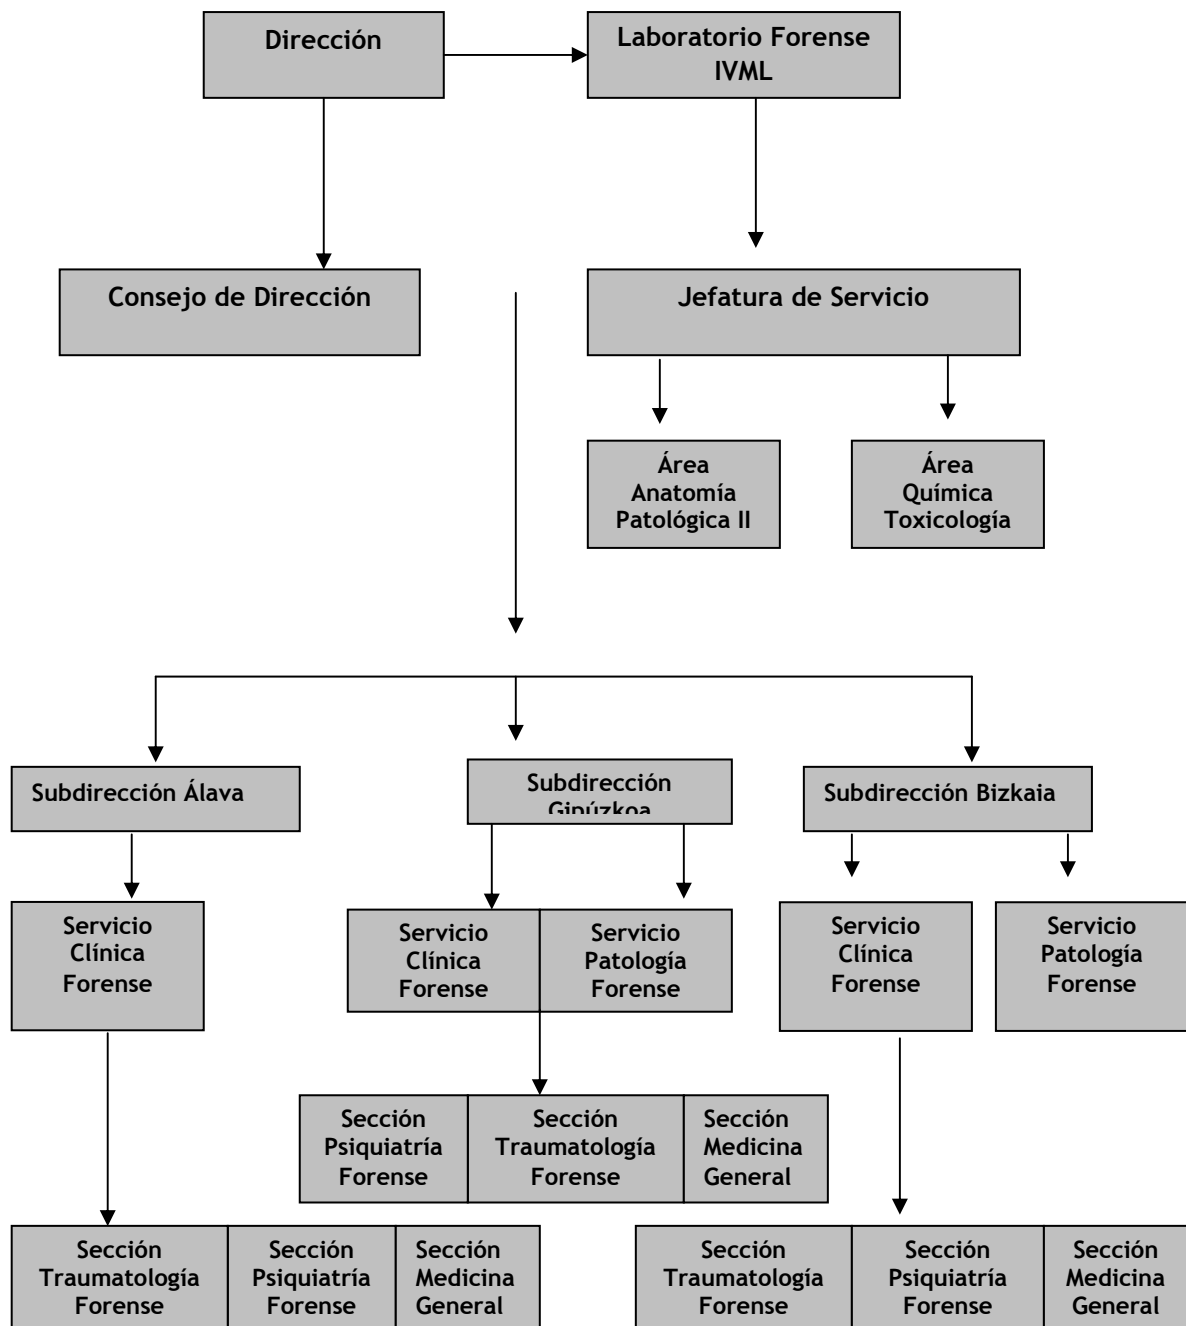 Dirección
Laboratorio Forense
IVML
Consejo de Dirección
Jefatura de Servicio
Área
Anatomía
Patológica II
Área
Química
Toxicología
Subdirección Álava
Subdirección
Gipúzkoa
Subdirección Bizkaia
Servicio
Clínica
Forense
Servicio
Clínica
Forense
Servicio
Patología
Forense
Servicio
Clínica
Forense
Servicio
Patología
Forense
Sección
Psiquiatría
Forense
Sección
Traumatología
Forense
Sección
Medicina
General
Sección
Traumatología
Forense
Sección
Psiquiatría
Forense
Sección
Medicina
General
Sección
Traumatología
Forense
Sección
Psiquiatría
Forense
Sección
Medicina
General